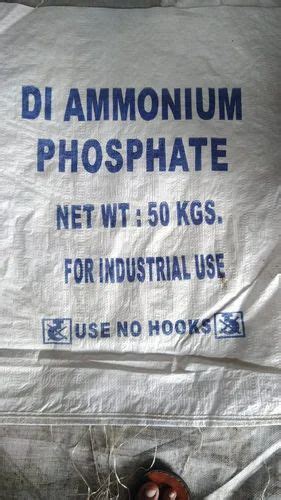 DI AMMONIUM
PHOSPHATE
NET WT : 50 KGS.
FOR INDUSTRIAL USE
USE NO HOOKS